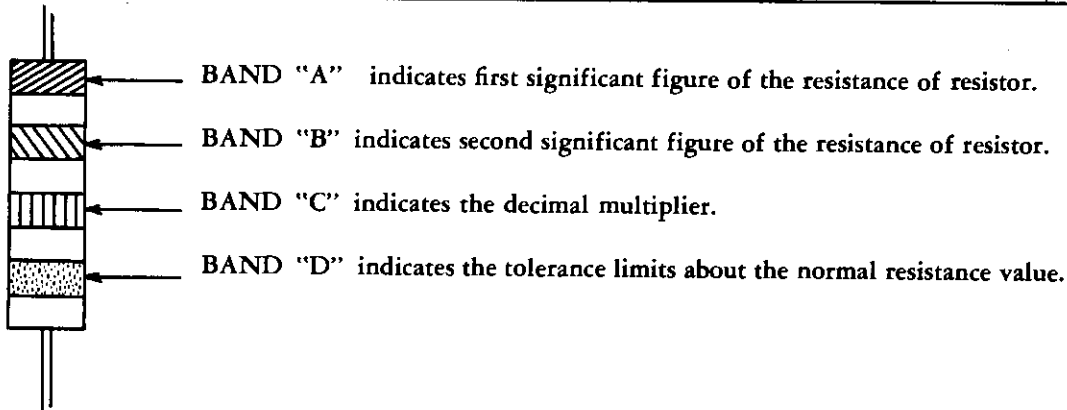 BAND "A" indicates first significant figure of the resistance of resistor.
BAND "B" indicates second significant figure of the resistance of resistor.
BAND "C" indicates the decimal multiplier.
BAND "D" indicates the tolerance limits about the normal resistance value.